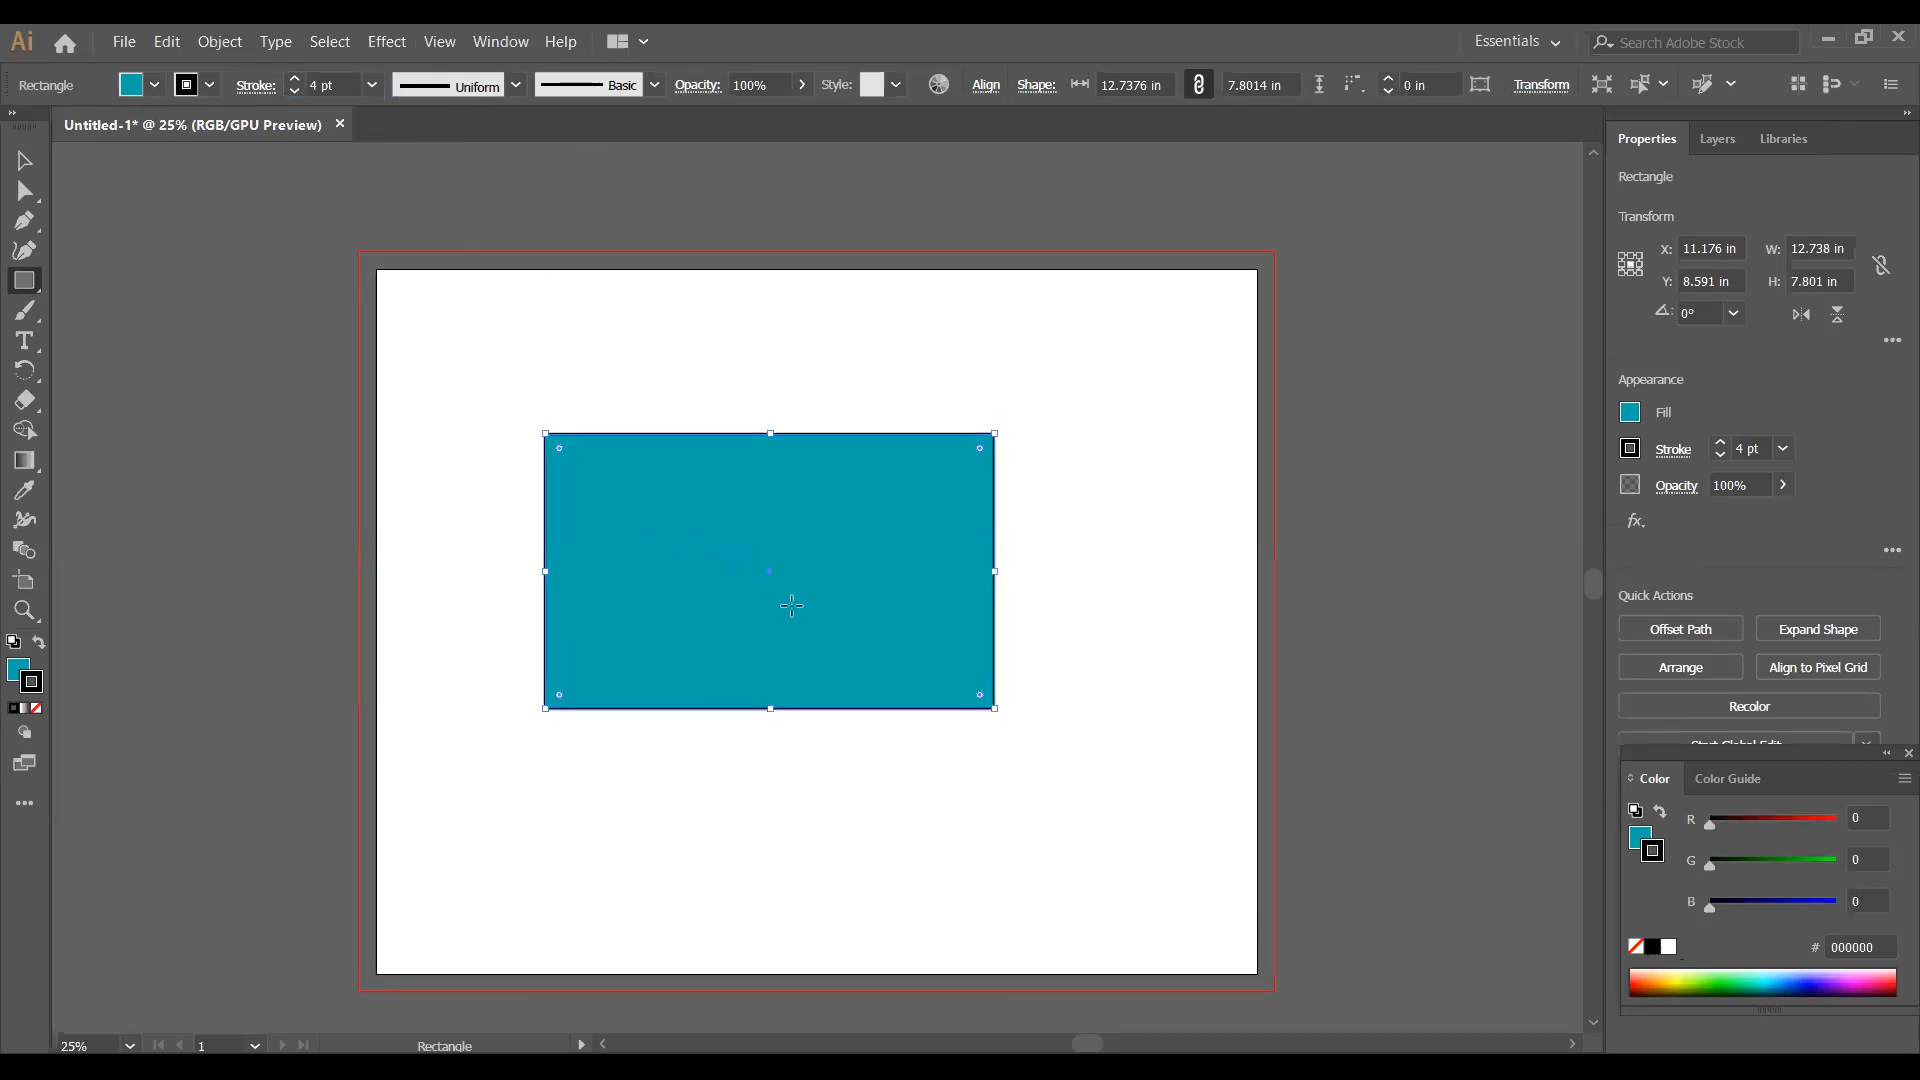 Ai File Edit Object Type Select Effect View Window Help Essentials Search Adobe Stock
Rectangle Stroke: 4 pt Uniform Basic Opacity: 100% Style: Align Shape: 12.7376 in 7.8014 in 0 in Transform
Untitled-1* @ 25% (RGB/GPU Preview)
Properties Layers Libraries
Rectangle
Transform
X: 11.176 in W: 12.738 in
Y: 8.591 in H: 7.801 in
0°
Appearance
Fill
Stroke 4 pt
Opacity 100%
fx.
Quick Actions
Offset Path Expand Shape
Arrange Align to Pixel Grid
Recolor
Start Global Edit
Color Color Guide
R 0
G 0
B 0
# 000000
25% 1 Rectangle